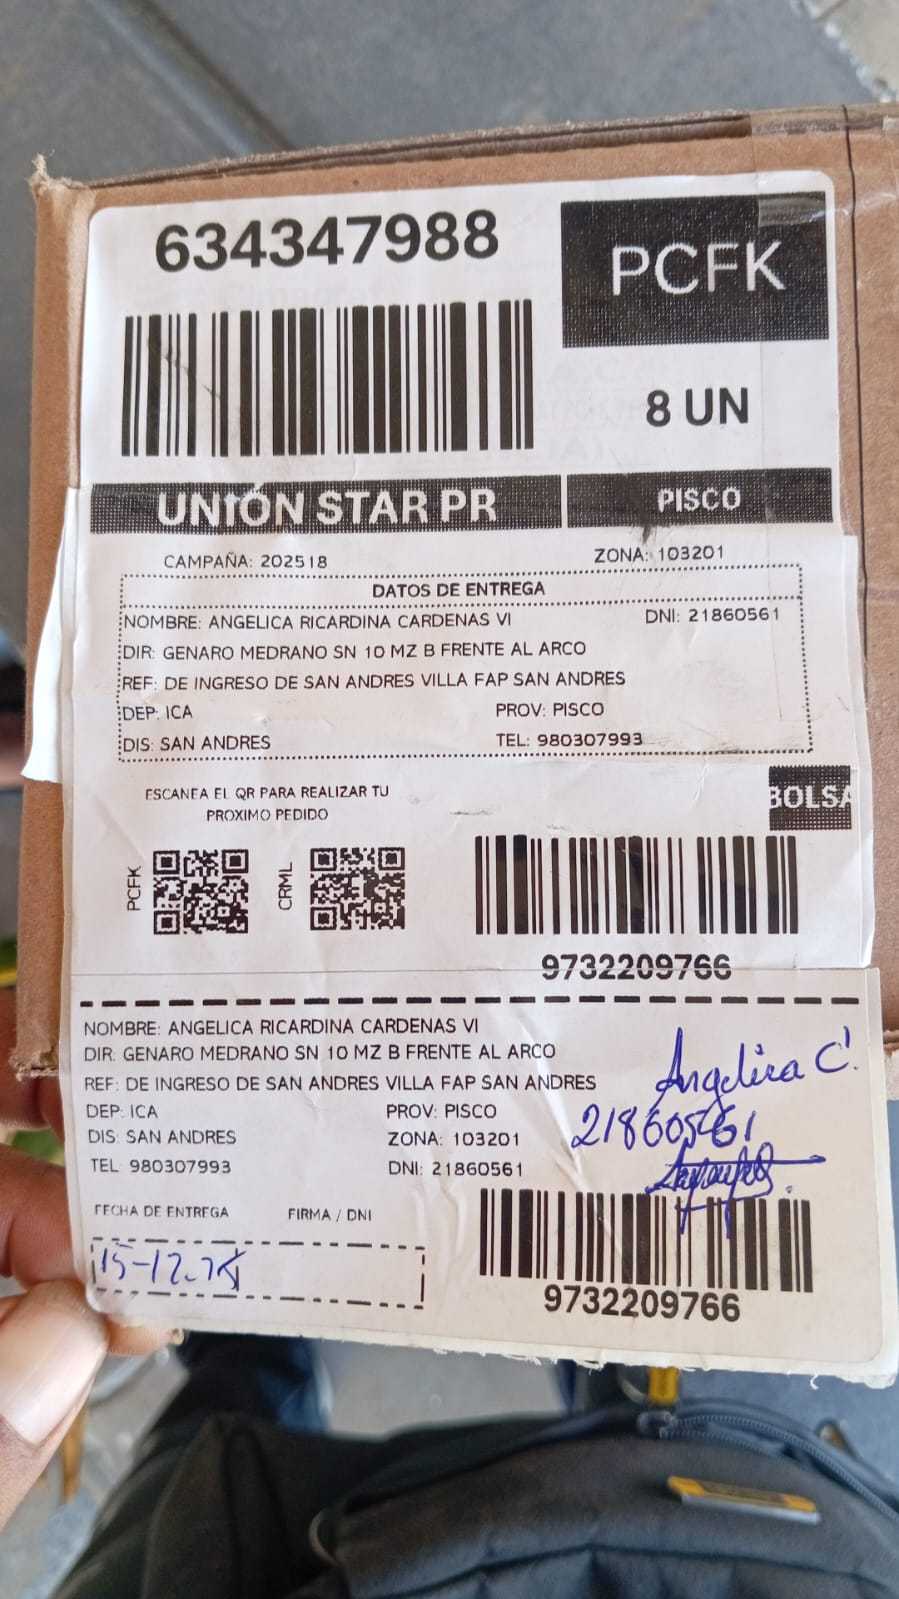 634347988
PCFK
8 UN
UNIÓN STAR PR
PISCO
CAMPAÑA: 202518
ZONA: 103201
DATOS DE ENTREGA
NOMBRE: ANGELICA RICARDINA CARDENAS VI
DNI: 21860561
DIR: GENARO MEDRANO SN 10 MZ B FRENTE AL ARCO
REF: DE INGRESO DE SAN ANDRES VILLA FAP SAN ANDRES
DEP: ICA
PROV: PISCO
DIS: SAN ANDRES
TEL: 980307993
ESCANEA EL QR PARA REALIZAR TU
PROXIMO PEDIDO
BOLSA
PCFK
CRML
9732209766
NOMBRE: ANGELICA RICARDINA CARDENAS VI
DIR: GENARO MEDRANO SN 10 MZ B FRENTE AL ARCO
REF: DE INGRESO DE SAN ANDRES VILLA FAP SAN ANDRES
DEP: ICA
PROV: PISCO
DIS: SAN ANDRES
ZONA: 103201
TEL: 980307993
DNI: 21860561
Angelica C.
21860561
FECHA DE ENTREGA
FIRMA / DNI
15-12-25
9732209766